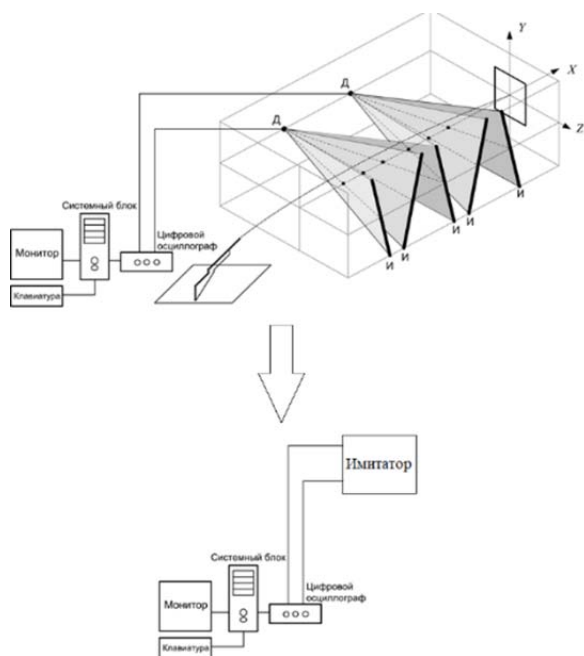 Y
X
Z
Д
Д
Системный блок
Монитор
Цифровой
осциллограф
Клавиатура
И
И
И
И
И
Имитатор
Системный блок
Монитор
Цифровой
осциллограф
Клавиатура